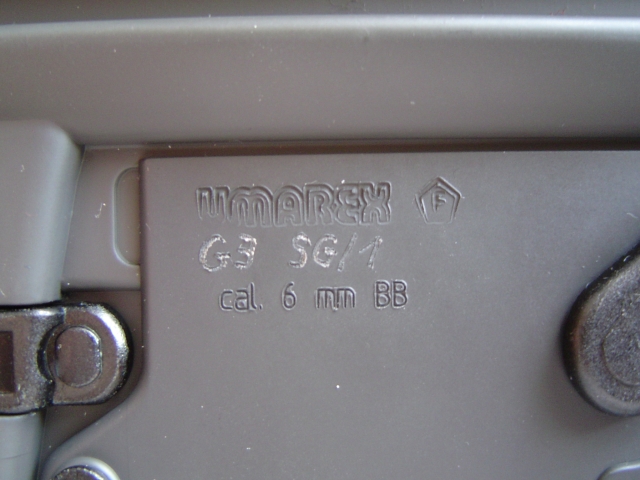 UMAREX F
G3 SG/1
cal. 6 mm BB